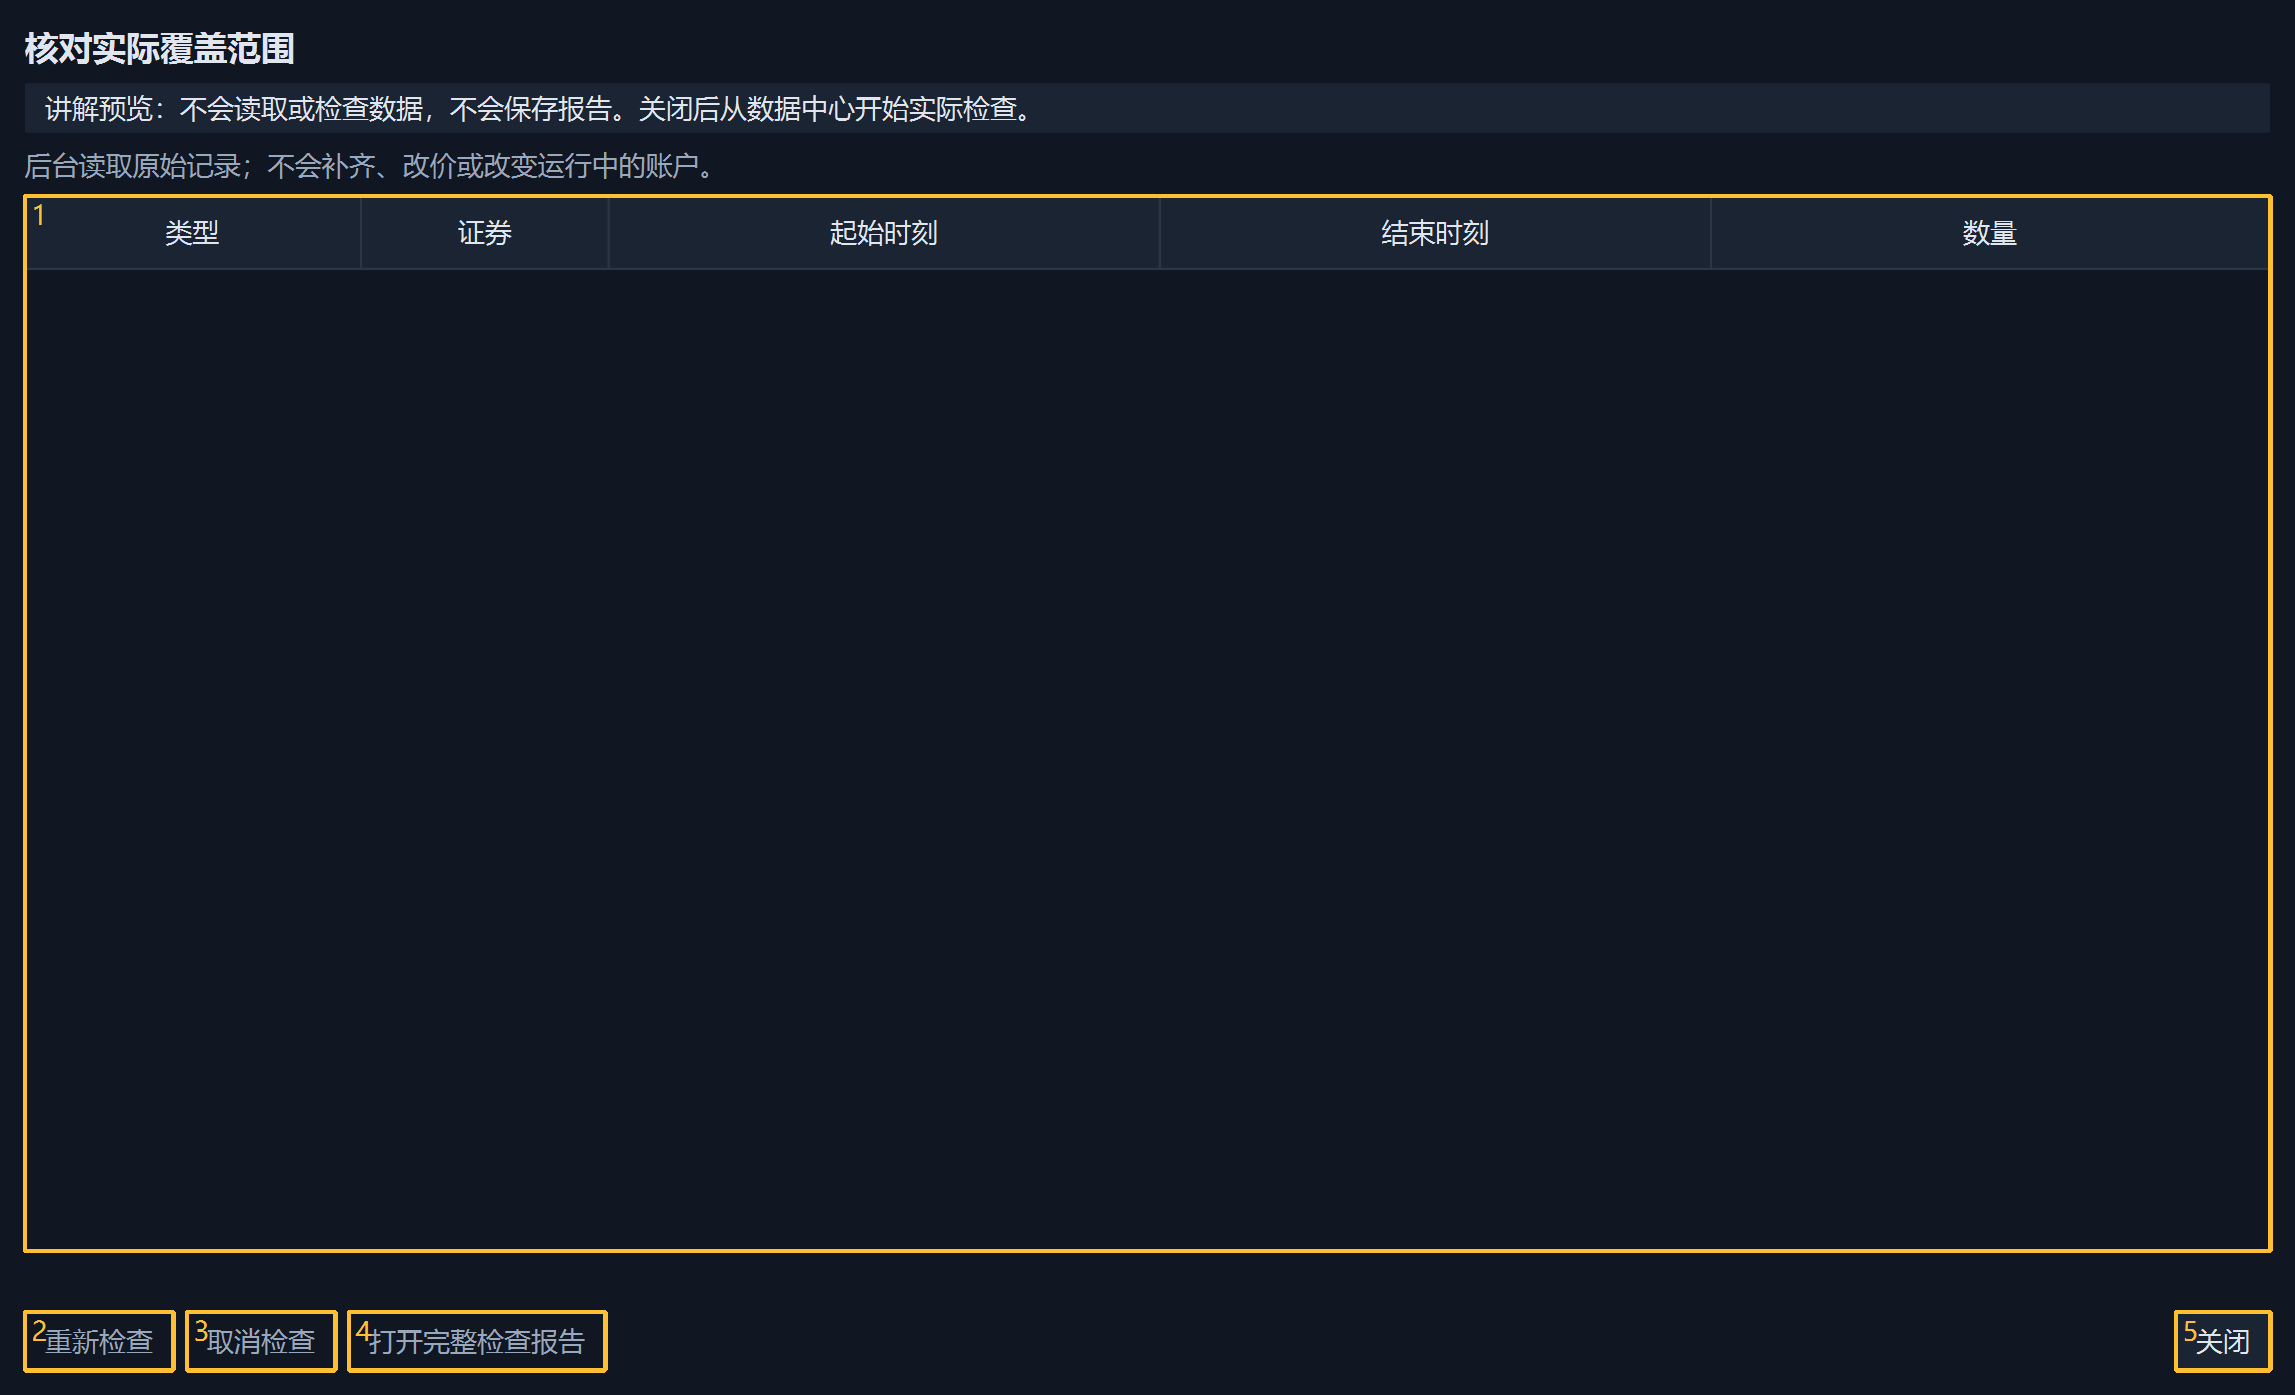 核对实际覆盖范围
讲解预览：不会读取或检查数据，不会保存报告。关闭后从数据中心开始实际检查。
后台读取原始记录；不会补齐、改价或改变运行中的账户。
1 类型 证券 起始时刻 结束时刻 数量
2 重新检查 3 取消检查 4 打开完整检查报告 5 关闭